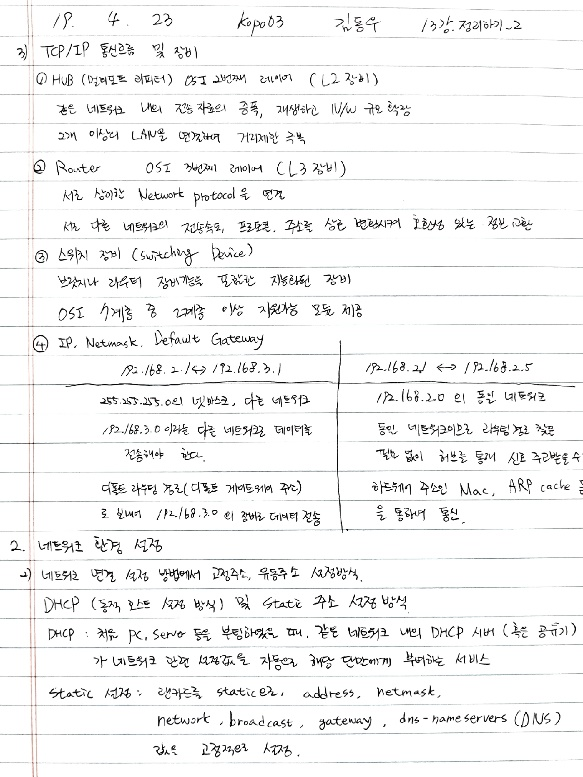 19. 4. 23 kopo03 김동우 13강.정리하기_2
3) TCP/IP 통신흐름 및 장비
① HUB (멀티포트 리피터) OSI 2번째 레이어 (L2 장비)
같은 네트워크 내의 전송 자료의 증폭, 재생하고 N/W 규모 확장
2개 이상의 LAN을 연결하여 거리제한 극복
② Router OSI 3번째 레이어 (L3 장비)
서로 상이한 Network protocol을 연결
서로 다른 네트워크의 전송속도, 프로토콜, 주소를 상호 변환시켜 호환성 있는 정보 교환
③ 스위치 장비 (switching Device)
브릿지나 라우터 장비기능을 포함한 지능화된 장비
OSI 7계층 중 2계층 이상 지원가능 모듈 제공
④ IP, Netmask, Default Gateway
192.168.2.1 ↔ 192.168.3.1
255.255.255.0의 넷마스크, 다른 네트워크
192.168.3.0 이라는 다른 네트워크로 데이터를
전송해야 한다.
디폴트 라우팅 경로(디폴트 게이트웨이 주소)
로 보내어 192.168.3.0 의 장비로 데이터 전송
192.168.2.1 ↔ 192.168.2.5
192.168.2.0 의 동일 네트워크
동일 네트워크이므로 라우팅 경로 찾을
필요 없이 허브를 통해 신호 주고받을 수
하드웨어 주소인 Mac, ARP cache 등
을 통하여 통신.
2. 네트워크 환경 설정
2) 네트워크 연결 설정 방법에서 고정주소, 유동주소 설정방식.
DHCP (동적 호스트 설정 방식) 및 Static 주소 설정 방식
DHCP : 처음 PC, Server 등을 부팅하였을 때, 같은 네트워크 내의 DHCP 서버 (혹은 공유기)
가 네트워크 관련 설정값을 자동으로 해당 단말에게 부여하는 서비스
static 설정 : 랜카드를 static으로, address, netmask,
network, broadcast, gateway, dns-nameservers (DNS)
값을 고정적으로 설정.